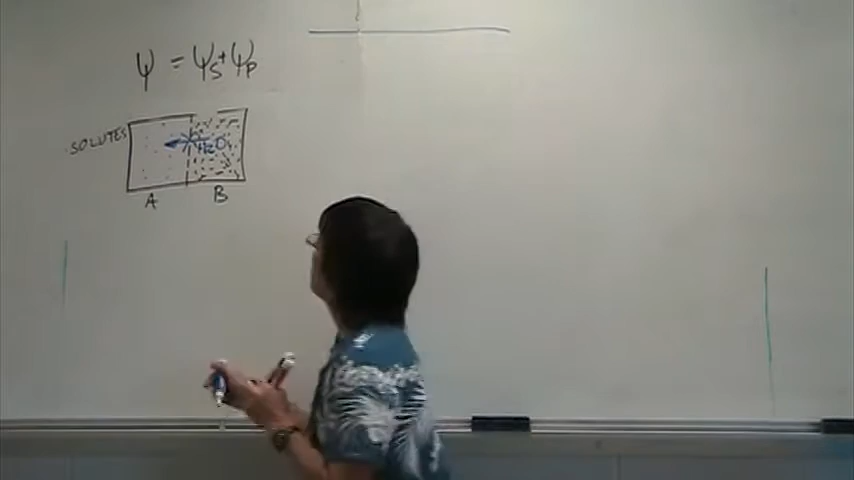 Ψ = Ψs + Ψp
SOLUTES
H₂O
A B